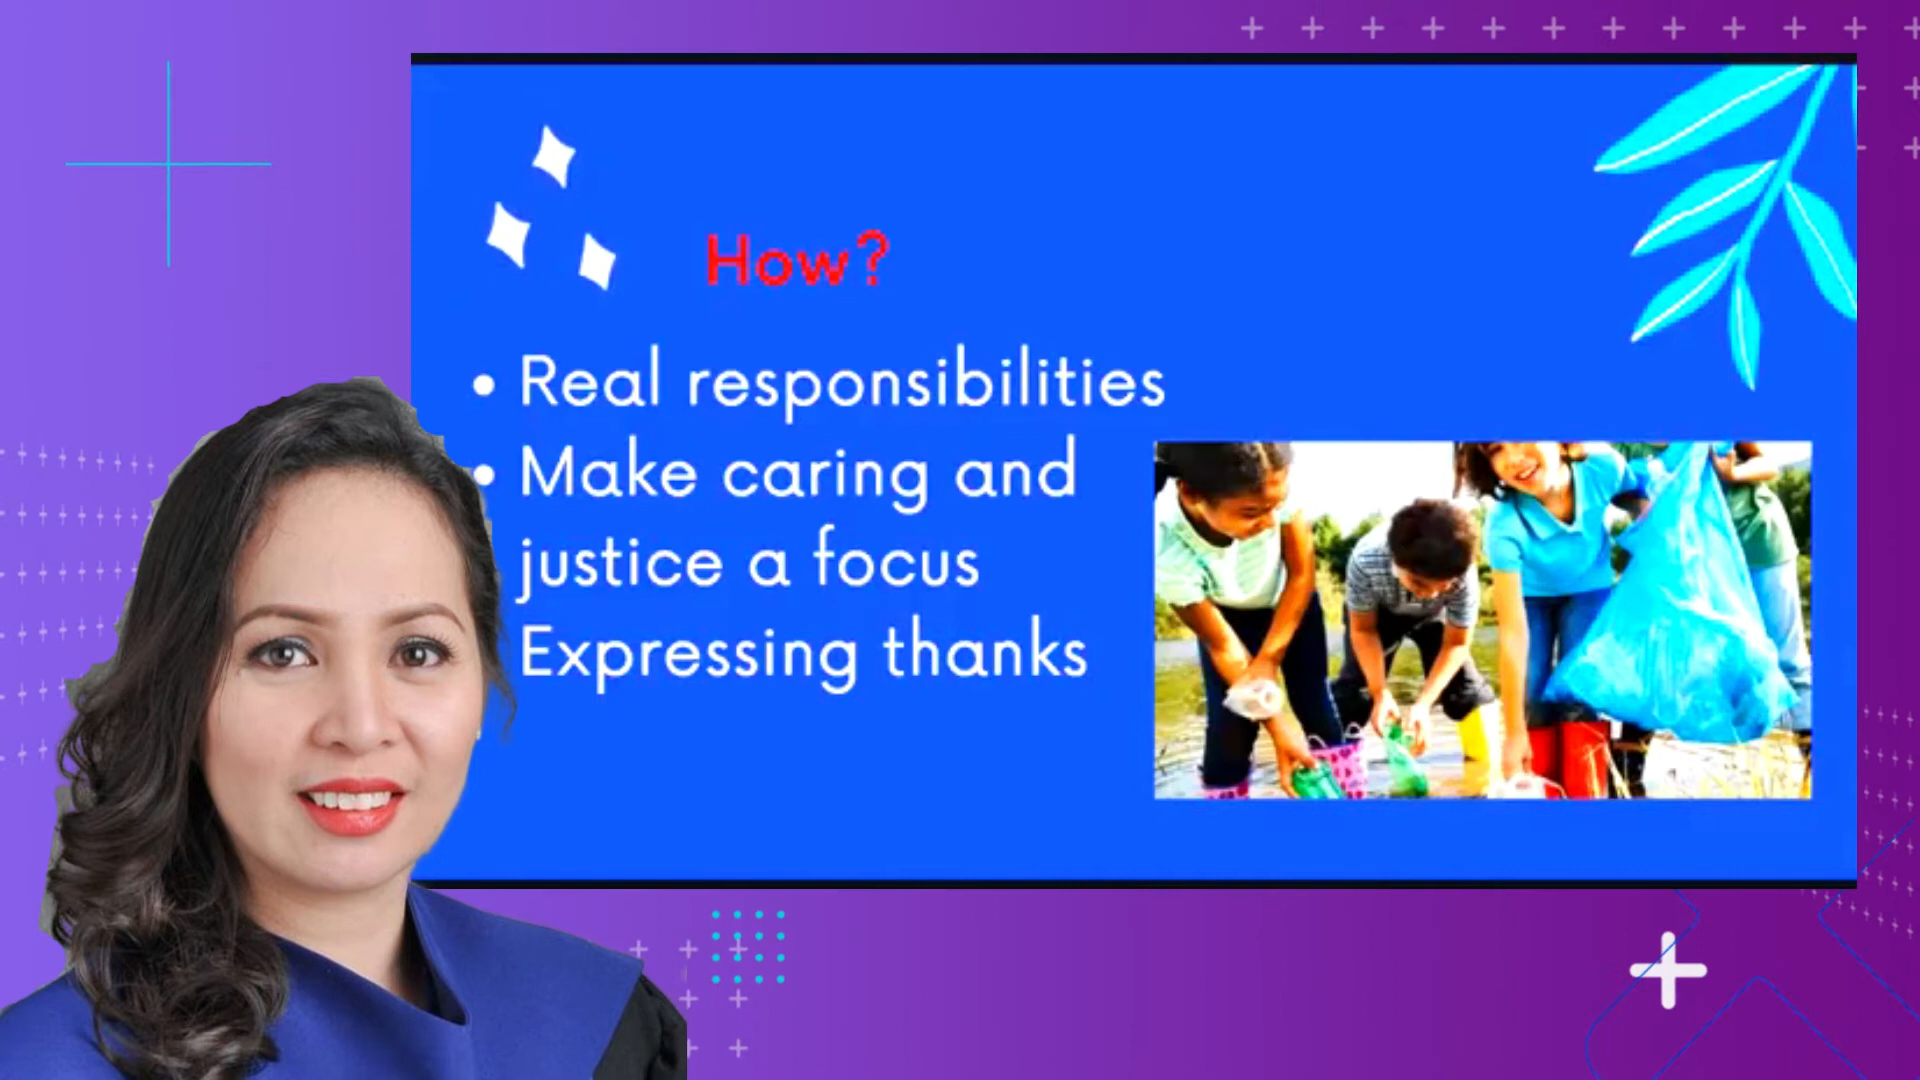 How?
• Real responsibilities
• Make caring and
justice a focus
Expressing thanks